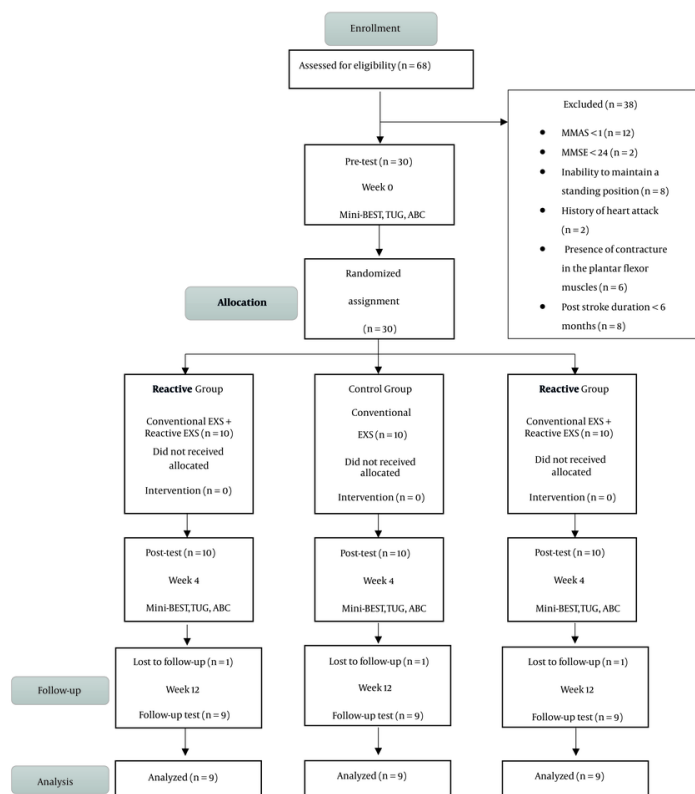 Enrollment
Assessed for eligibility (n = 68)
Excluded (n = 38)
● MMAS < 1 (n = 12)
● MMSE < 24 (n = 2)
● Inability to maintain a
standing position (n = 8)
● History of heart attack
(n = 2)
● Presence of contracture
in the plantar flexor
muscles (n = 6)
● Post stroke duration < 6
months (n = 8)
Pre-test (n = 30)
Week 0
Mini-BEST, TUG, ABC
Allocation
Randomized
assignment
(n = 30)
Reactive Group
Conventional EXS +
Reactive EXS (n = 10)
Did not received
allocated
Intervention (n = 0)
Control Group
Conventional
EXS (n = 10)
Did not received
allocated
Intervention (n = 0)
Reactive Group
Conventional EXS +
Reactive EXS (n = 10)
Did not received
allocated
Intervention (n = 0)
Post-test (n = 10)
Week 4
Mini-BEST,TUG, ABC
Post-test (n = 10)
Week 4
Mini-BEST,TUG, ABC
Post-test (n = 10)
Week 4
Mini-BEST,TUG, ABC
Follow-up
Lost to follow-up (n = 1)
Week 12
Follow-up test (n = 9)
Lost to follow-up (n = 1)
Week 12
Follow-up test (n = 9)
Lost to follow-up (n = 1)
Week 12
Follow-up test (n = 9)
Analysis
Analyzed (n = 9)
Analyzed (n = 9)
Analyzed (n = 9)